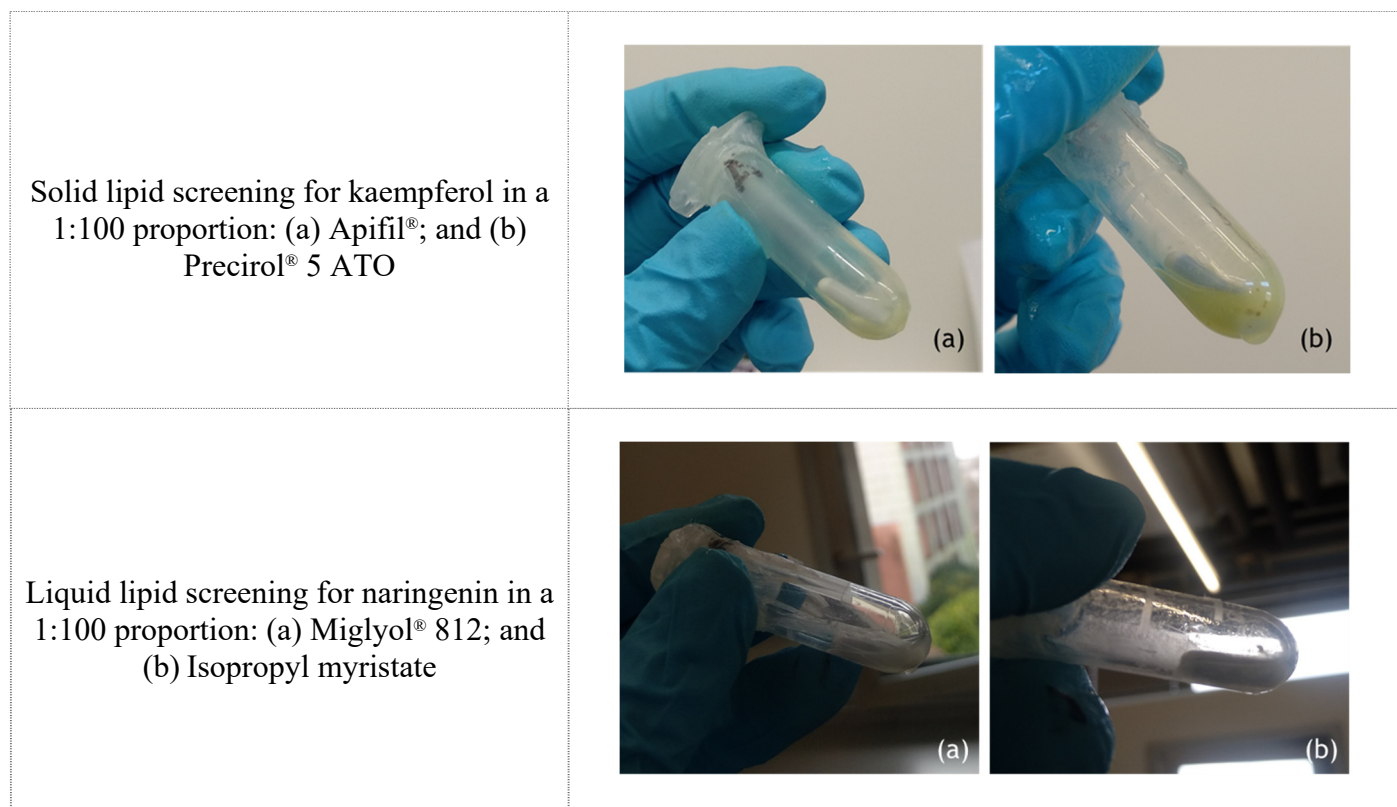 Solid lipid screening for kaempferol in a
1:100 proportion: (a) Apifil®; and (b)
Precirol® 5 ATO
(a)
(b)
Liquid lipid screening for naringenin in a
1:100 proportion: (a) Miglyol® 812; and
(b) Isopropyl myristate
(a)
(b)